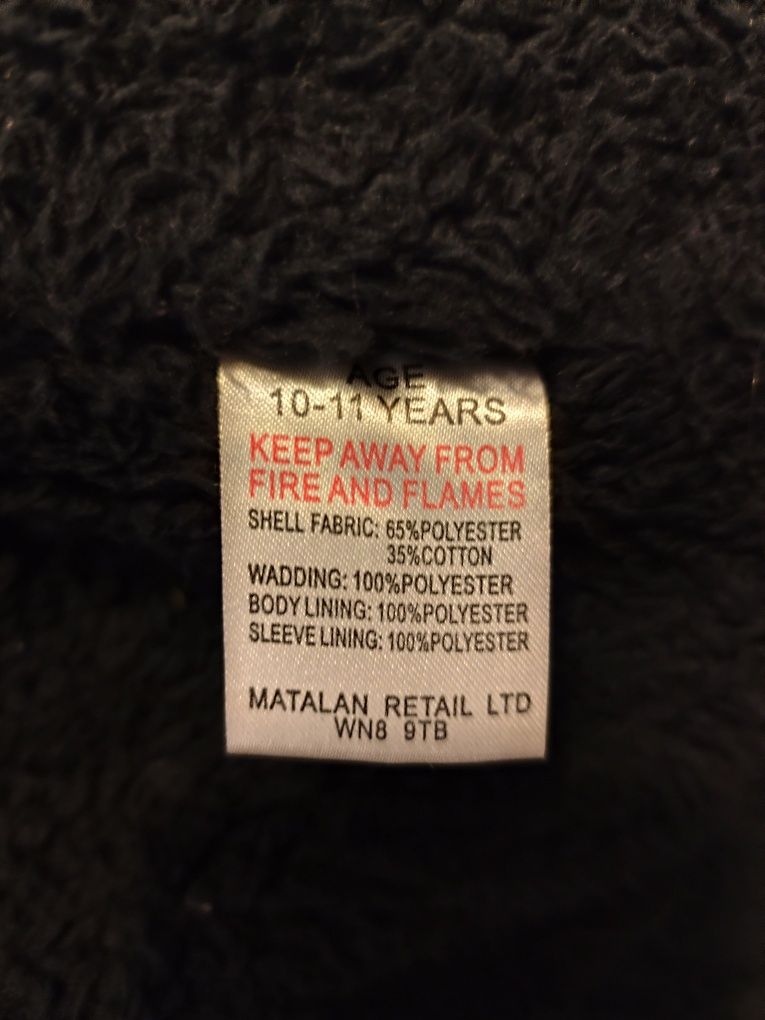 AGE
10-11 YEARS
KEEP AWAY FROM
FIRE AND FLAMES
SHELL FABRIC: 65%POLYESTER
35%COTTON
WADDING: 100%POLYESTER
BODY LINING: 100%POLYESTER
SLEEVE LINING: 100%POLYESTER
MATALAN RETAIL LTD
WN8 9TB